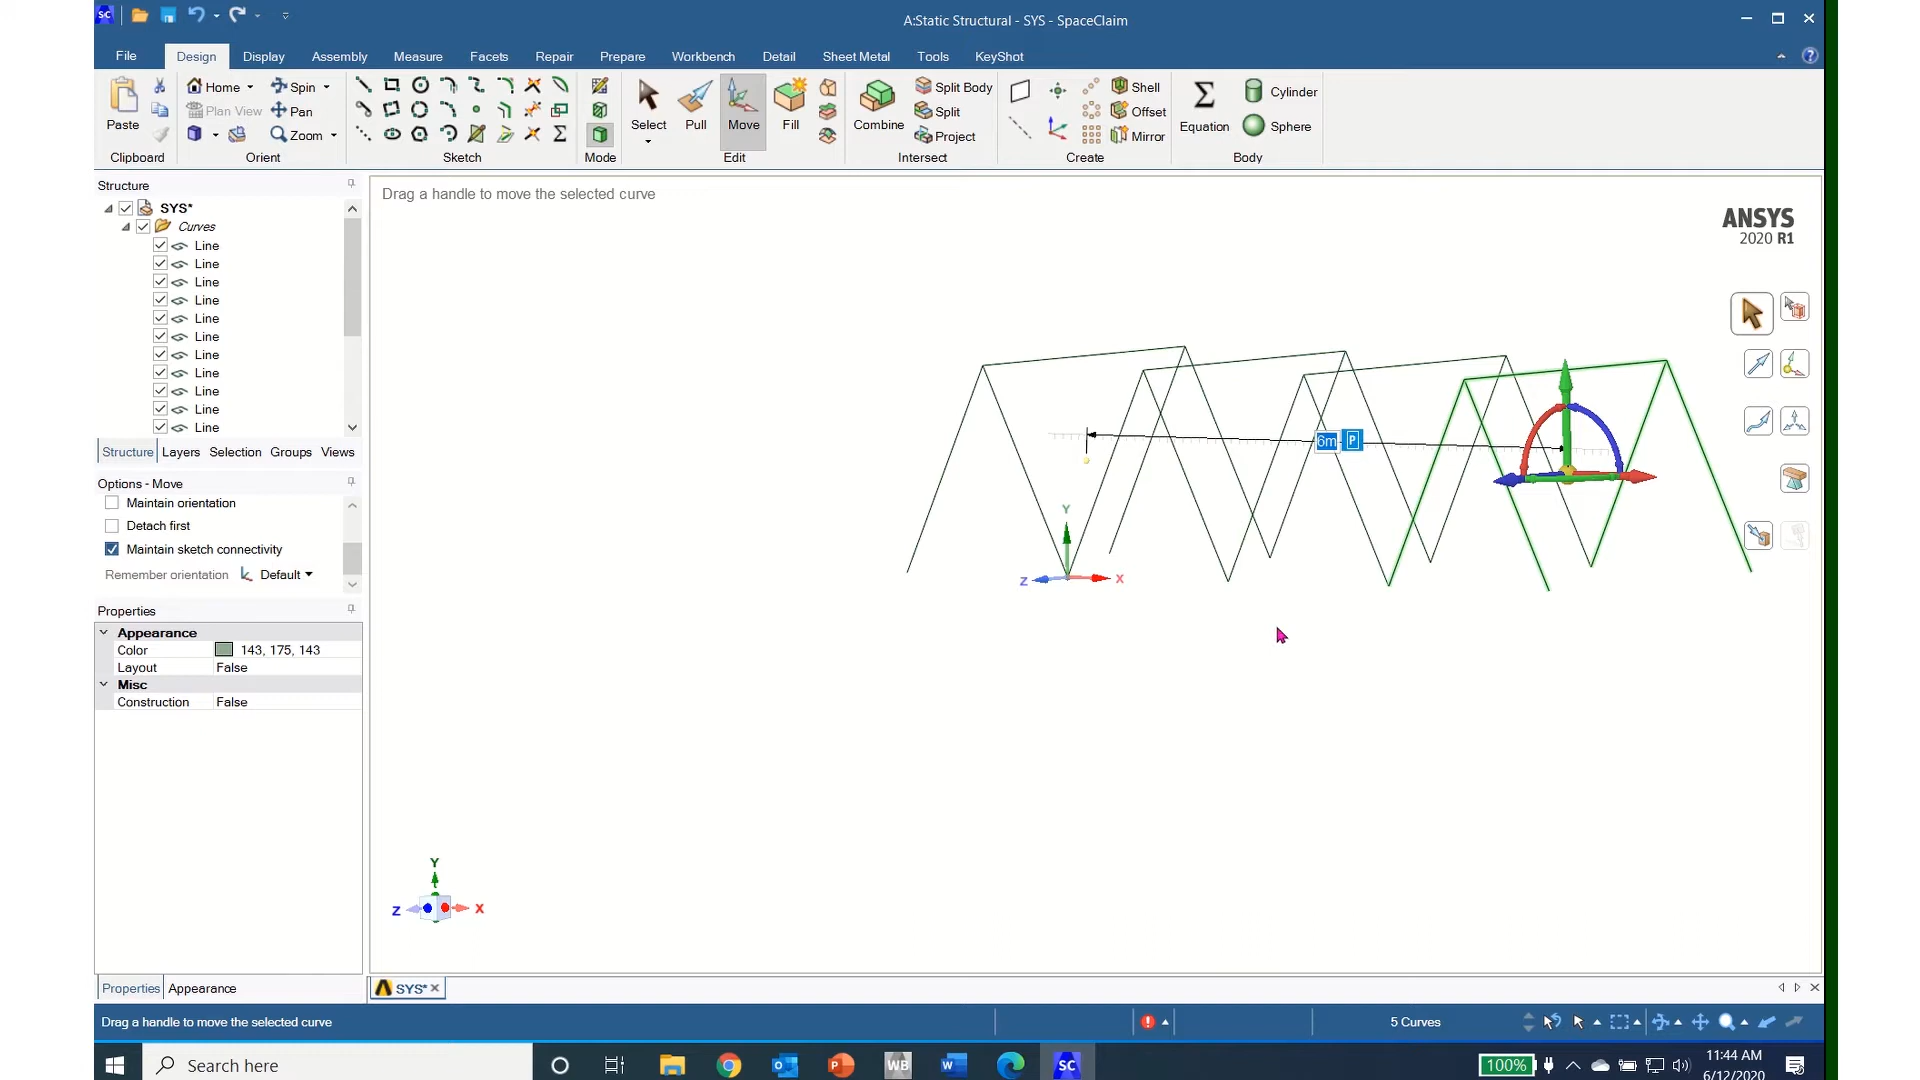 SC
A:Static Structural - SYS - SpaceClaim
File Design Display Assembly Measure Facets Repair Prepare Workbench Detail Sheet Metal Tools KeyShot
Paste
Home Spin
Plan View Pan
Zoom
Select Pull Move Fill
Combine
Split Body
Split
Project
Shell
Offset
Mirror
Equation
Cylinder
Sphere
Clipboard Orient Sketch Mode Edit Intersect Create Body
Structure
SYS*
Curves
Line
Line
Line
Line
Line
Line
Line
Line
Line
Line
Line
Structure Layers Selection Groups Views
Options - Move
Maintain orientation
Detach first
Maintain sketch connectivity
Remember orientation Default
Properties
Appearance
Color 143, 175, 143
Layout False
Misc
Construction False
Properties Appearance
Drag a handle to move the selected curve
ANSYS
2020 R1
6m P
Y
Z X
Y
Z X
SYS*
Drag a handle to move the selected curve
5 Curves
Search here
WB
SC
100%
11:44 AM
6/12/2020